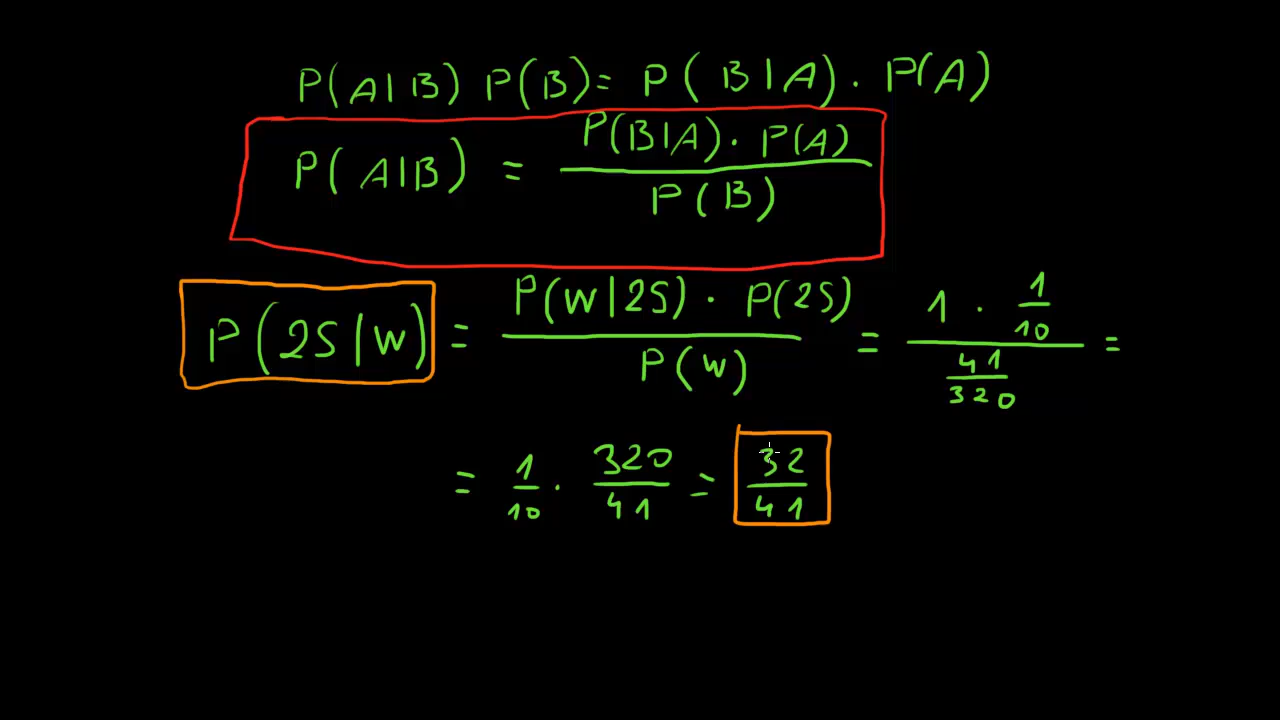 P(A|B) P(B) = P(B|A) · P(A)
P(A|B) = P(B|A) · P(A) / P(B)
P(2S|W) = P(W|2S) · P(2S) / P(W) = 1 · 1/10 / 41/320 =
= 1/10 · 320/41 = 32/41